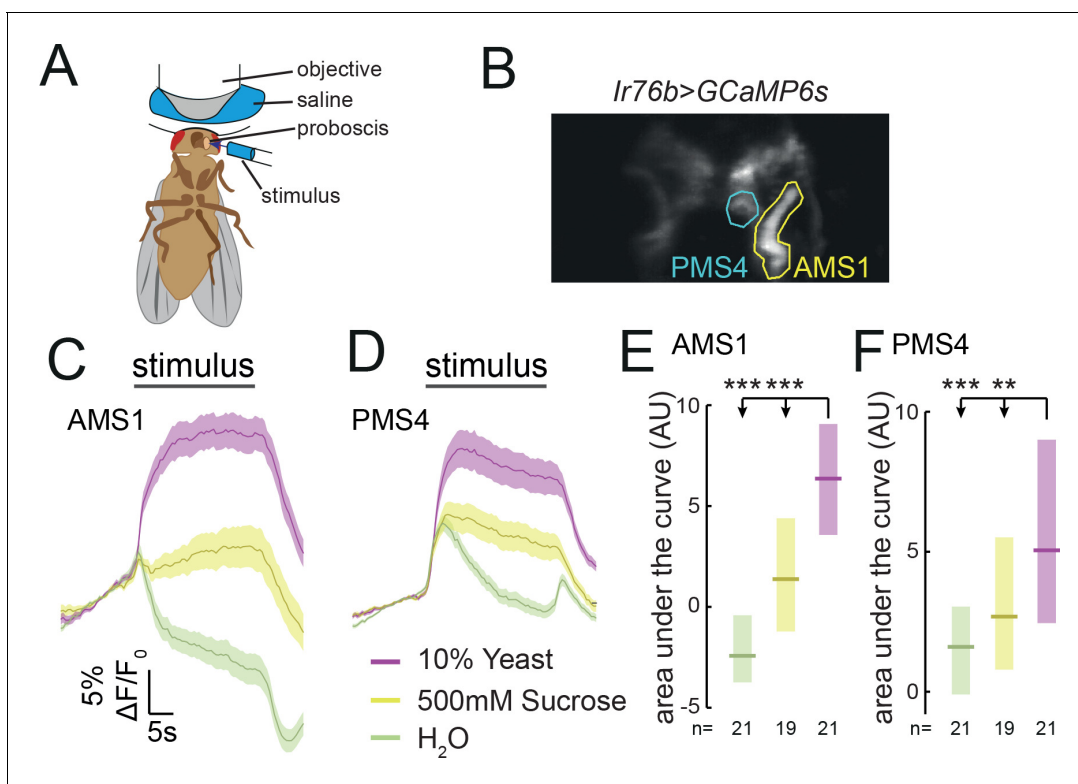 A
objective
saline
proboscis
stimulus
B
Ir76b>GCaMP6s
PMS4
AMS1
C
stimulus
AMS1
5%
ΔF/F0
5s
D
stimulus
PMS4
10% Yeast
500mM Sucrose
H2O
E AMS1
*** ***
area under the curve (AU)
10
5
0
-5
n= 21 19 21
F PMS4
*** **
area under the curve (AU)
10
5
0
n= 21 19 21